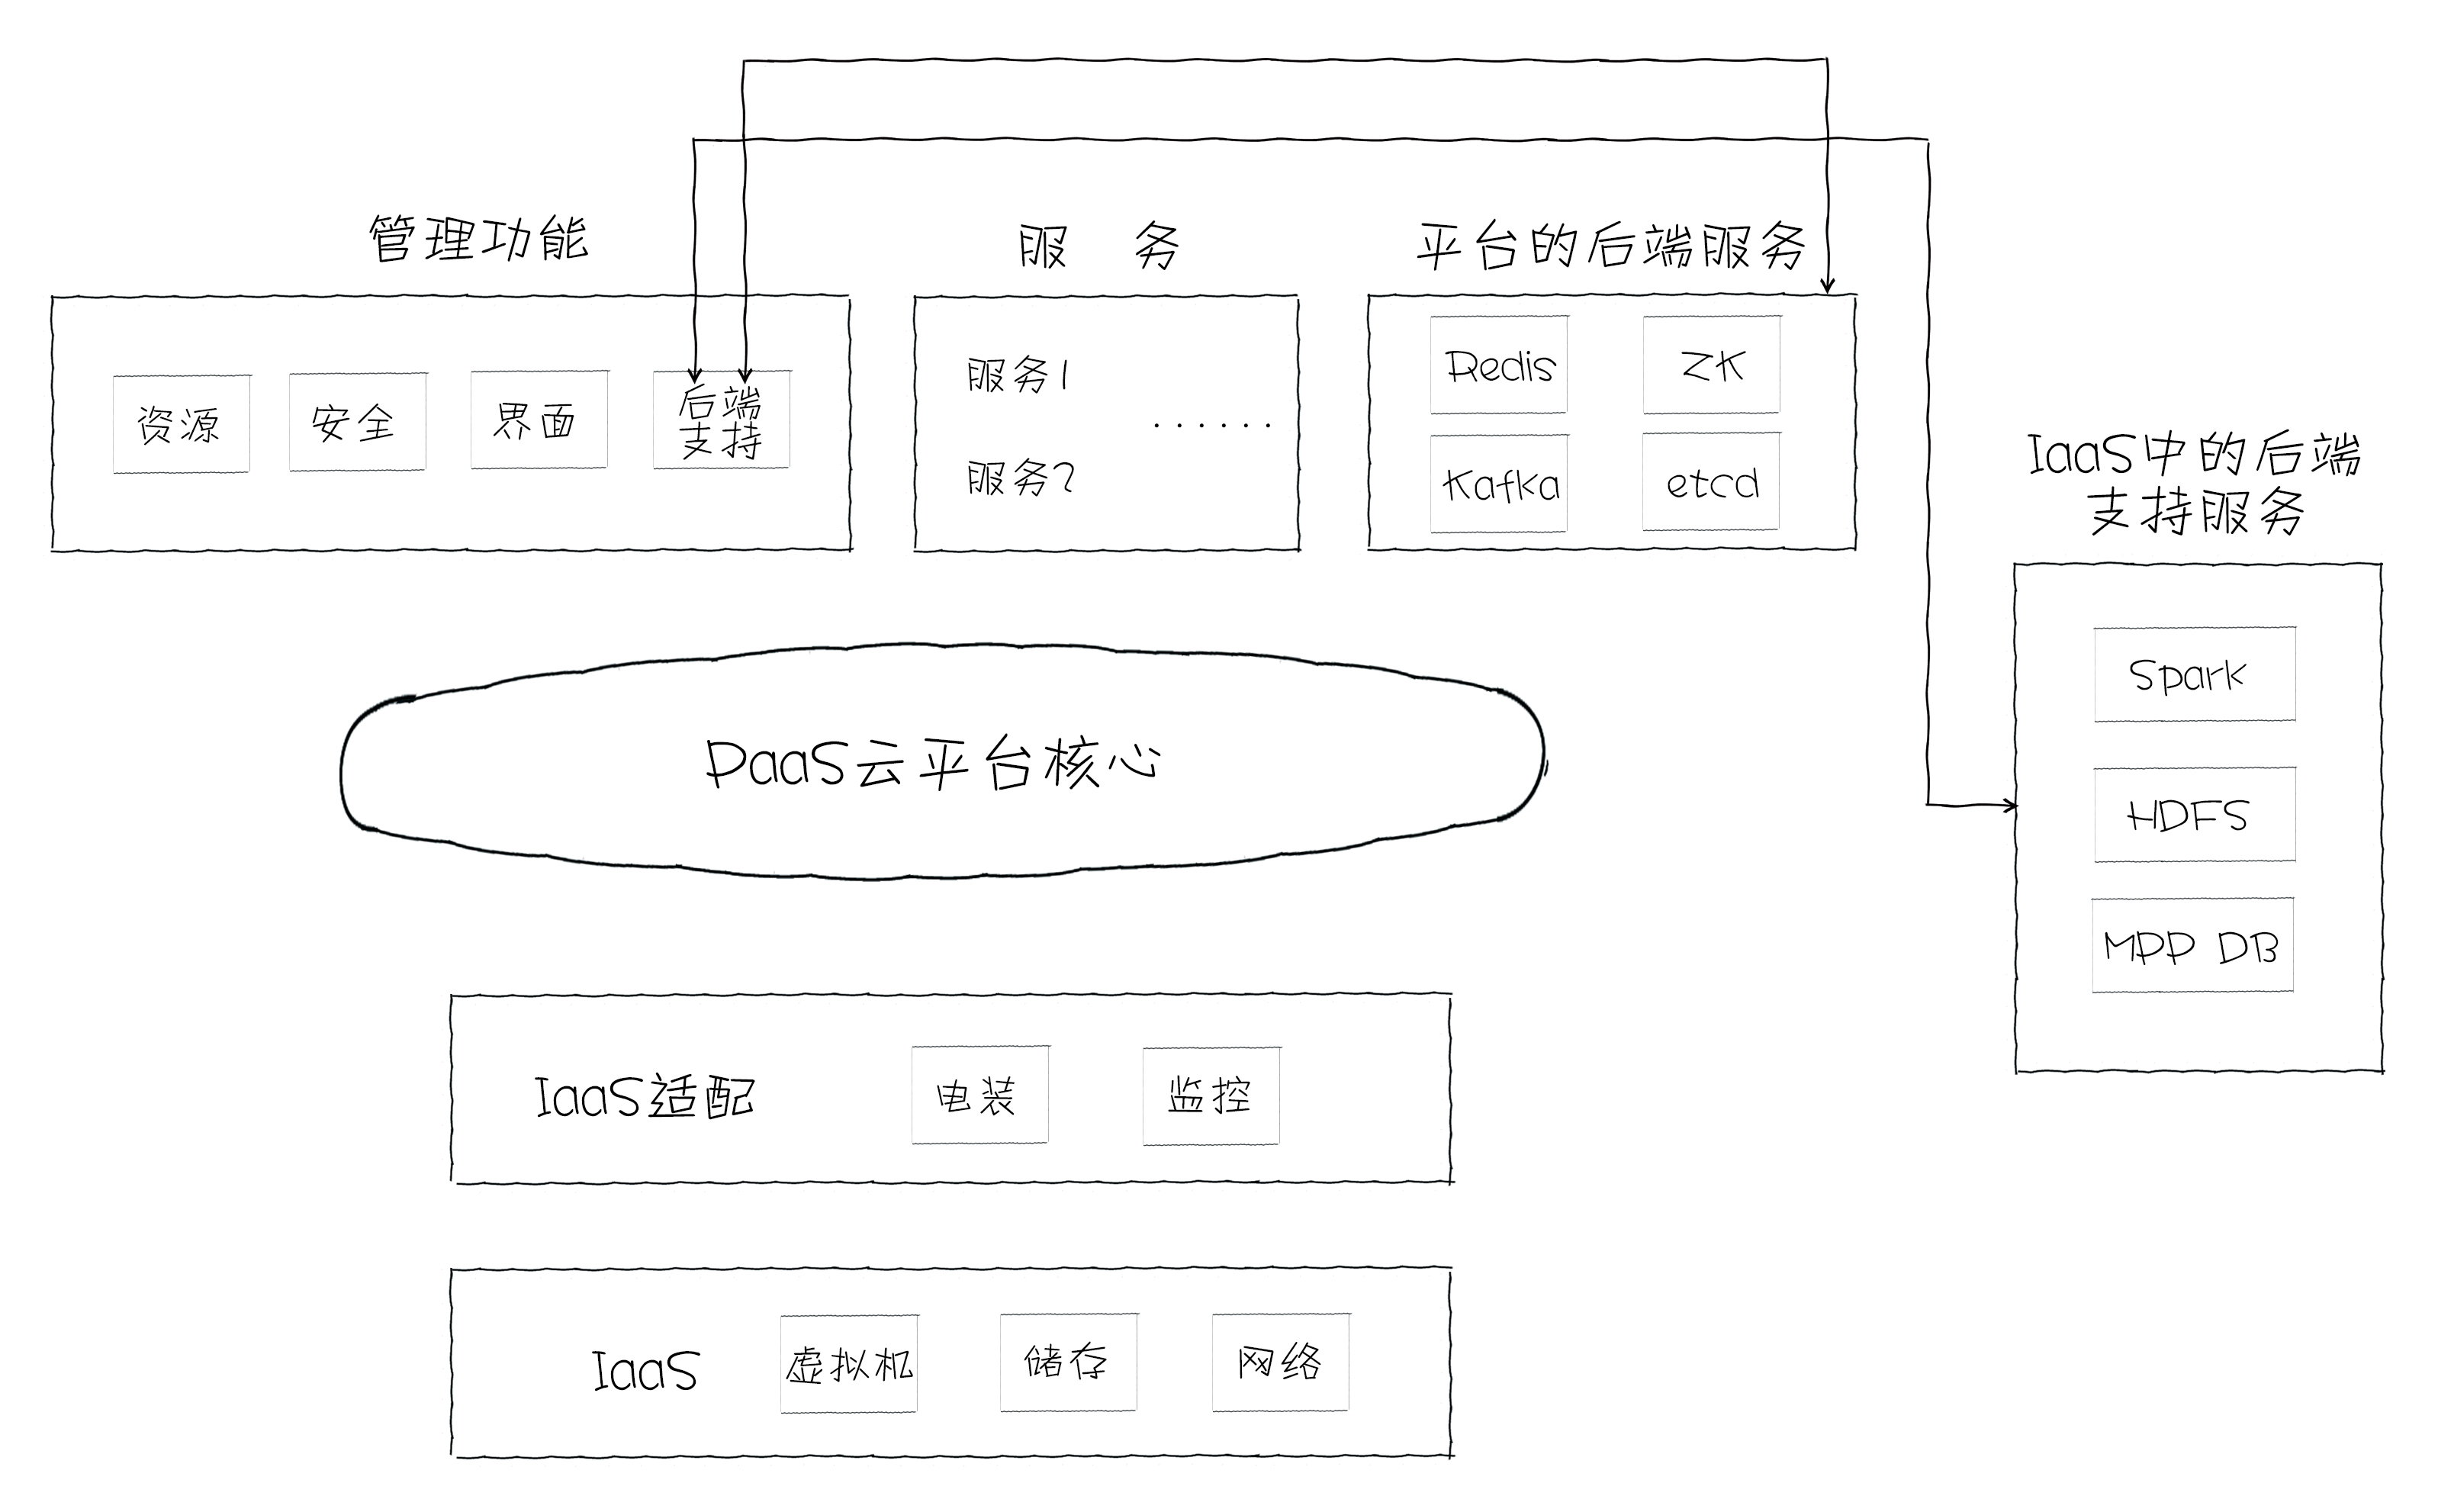 管理功能
服 务
平台的后端服务
资源
安全
界面
后端
支持
服务1
......
服务2
Redis
ZK
Kafka
etcd
IaaS中的后端
支持服务
Spark
HDFS
MPP DB
PaaS云平台核心
IaaS适配
电装
监控
IaaS
虚拟机
储存
网络